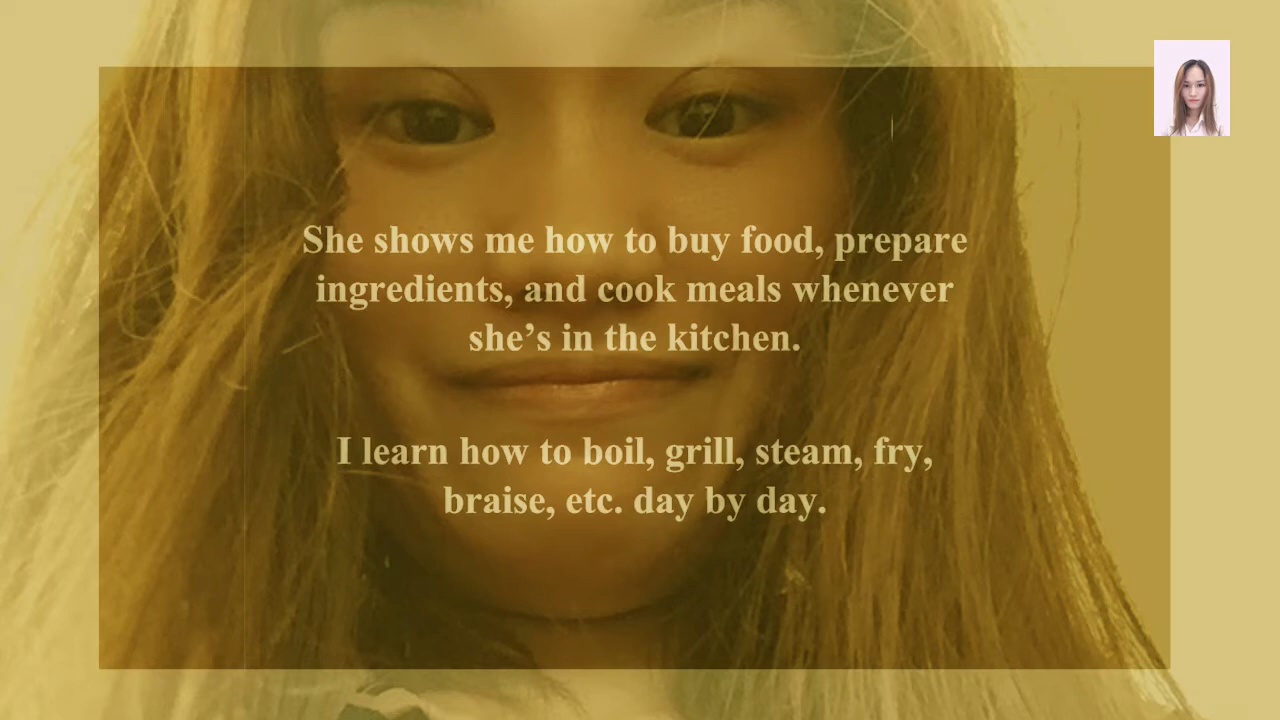 She shows me how to buy food, prepare
ingredients, and cook meals whenever
she’s in the kitchen.
I learn how to boil, grill, steam, fry,
braise, etc. day by day.